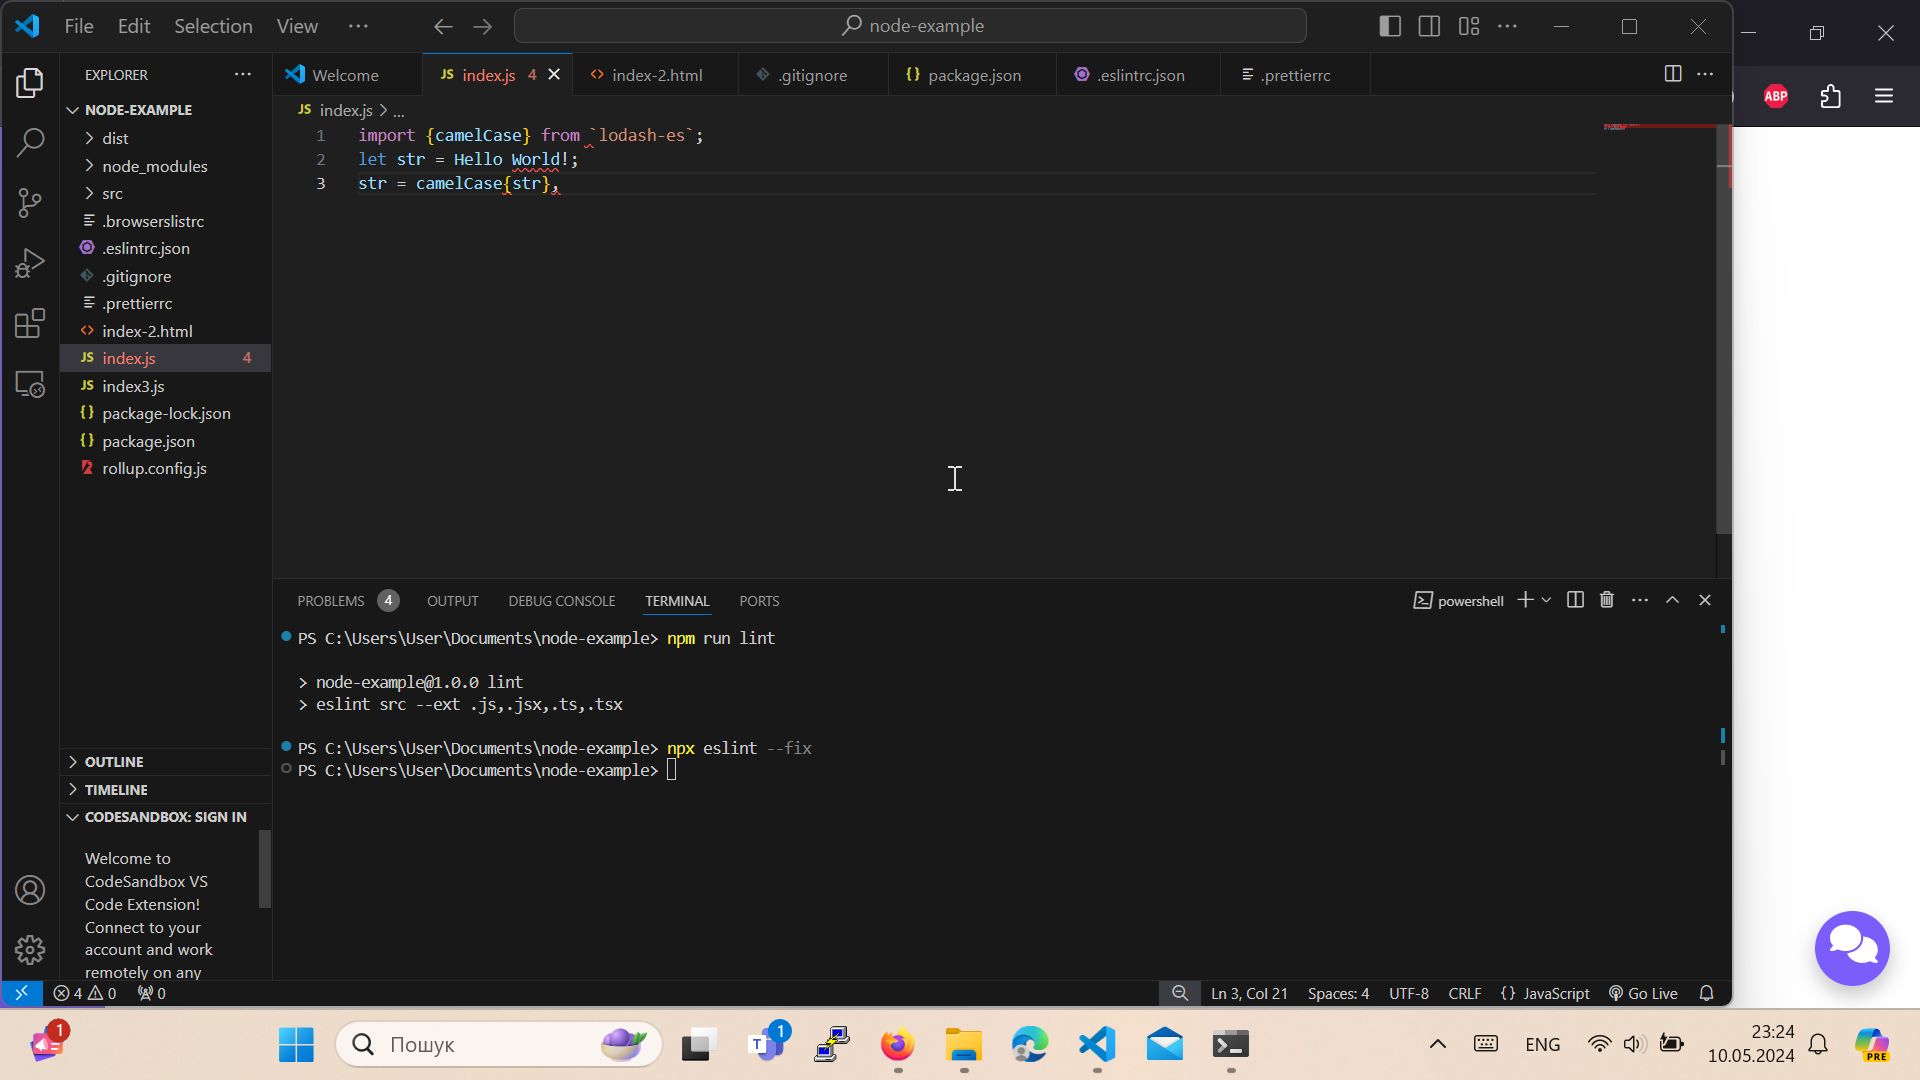 File Edit Selection View
node-example
EXPLORER
Welcome
JS index.js 4
index-2.html
.gitignore
{} package.json
.eslintrc.json
.prettierrc
NODE-EXAMPLE
dist
node_modules
src
.browserslistrc
.eslintrc.json
.gitignore
.prettierrc
index-2.html
JS index.js 4
JS index3.js
{} package-lock.json
{} package.json
rollup.config.js
OUTLINE
TIMELINE
CODESANDBOX: SIGN IN
Welcome to
CodeSandbox VS
Code Extension!
Connect to your
account and work
remotely on any
JS index.js > ...
1 import {camelCase} from `lodash-es`;
2 let str = Hello World!;
3 str = camelCase{str},
PROBLEMS 4 OUTPUT DEBUG CONSOLE TERMINAL PORTS
powershell
PS C:\Users\User\Documents\node-example> npm run lint
> node-example@1.0.0 lint
> eslint src --ext .js,.jsx,.ts,.tsx
PS C:\Users\User\Documents\node-example> npx eslint --fix
PS C:\Users\User\Documents\node-example>
4 0 0
Ln 3, Col 21 Spaces: 4 UTF-8 CRLF {} JavaScript Go Live
ABP
1
Пошук
T 1
ENG
23:24
10.05.2024
PRE